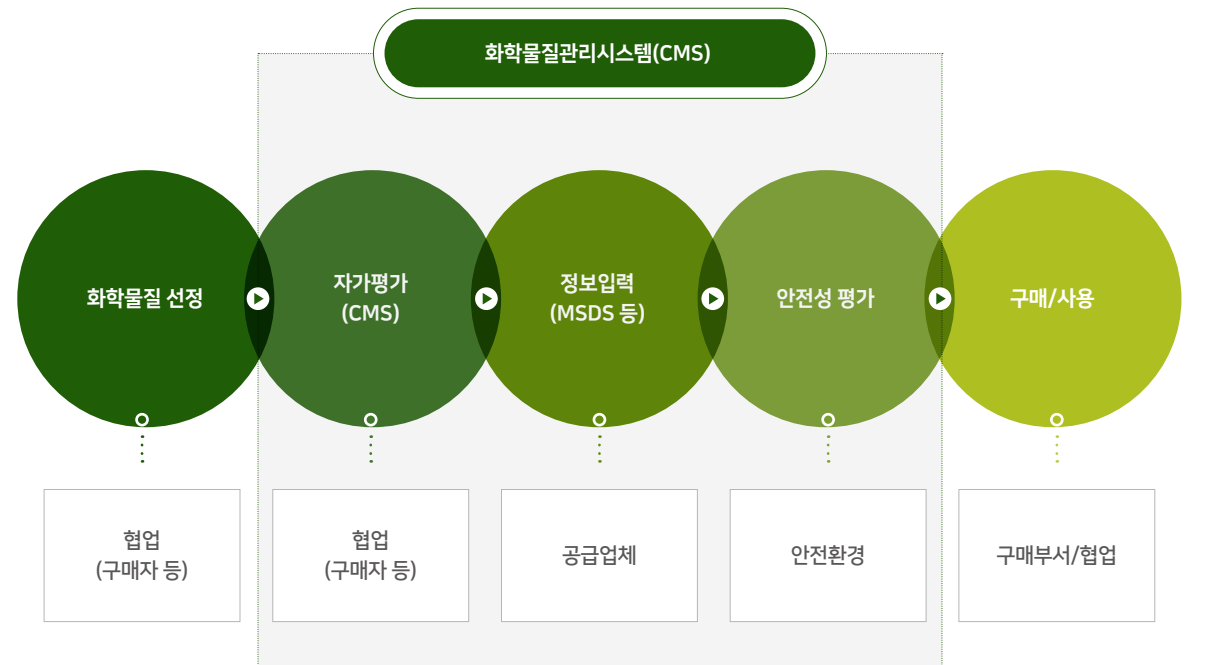 화학물질관리시스템(CMS)
화학물질 선정
자가평가
(CMS)
정보입력
(MSDS 등)
안전성 평가
구매/사용
협업
(구매자 등)
협업
(구매자 등)
공급업체
안전환경
구매부서/협업